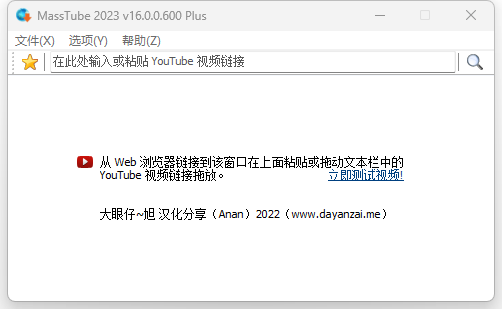 MassTube 2023 v16.0.0.600 Plus
文件(X) 选项(Y) 帮助(Z)
在此处输入或粘贴 YouTube 视频链接
从 Web 浏览器链接到该窗口在上面粘贴或拖动文本栏中的
YouTube 视频链接拖放。 立即测试视频!
大眼仔~旭 汉化分享（Anan）2022（www.dayanzai.me）